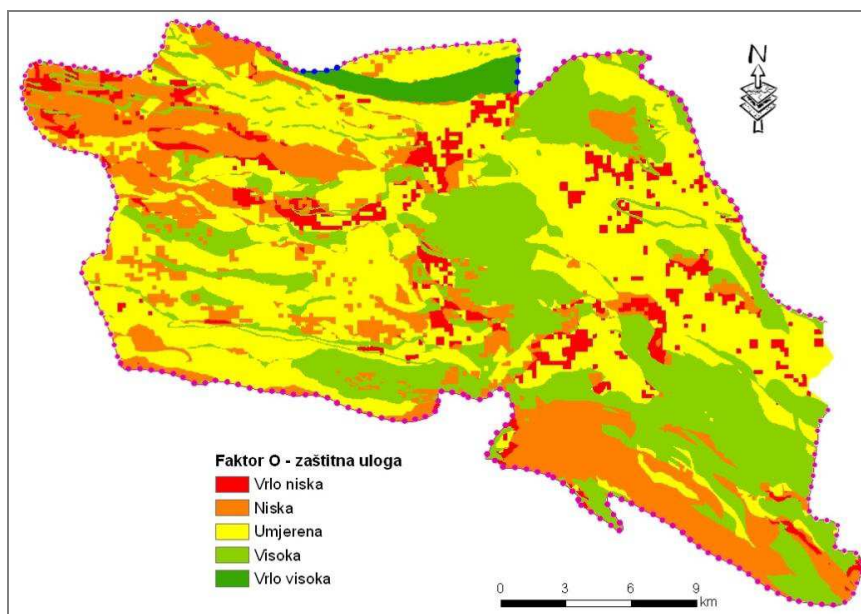 N
Faktor O - zaštitna uloga
Vrlo niska
Niska
Umjerena
Visoka
Vrlo visoka
0 3 6 9
km